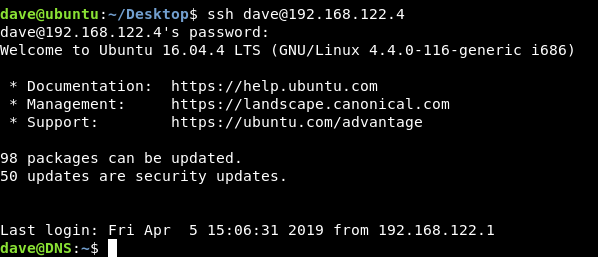 dave@ubuntu:~/Desktop$ ssh dave@192.168.122.4
dave@192.168.122.4's password:
Welcome to Ubuntu 16.04.4 LTS (GNU/Linux 4.4.0-116-generic i686)
* Documentation:  https://help.ubuntu.com
* Management:     https://landscape.canonical.com
* Support:        https://ubuntu.com/advantage
98 packages can be updated.
50 updates are security updates.
Last login: Fri Apr  5 15:06:31 2019 from 192.168.122.1
dave@DNS:~$